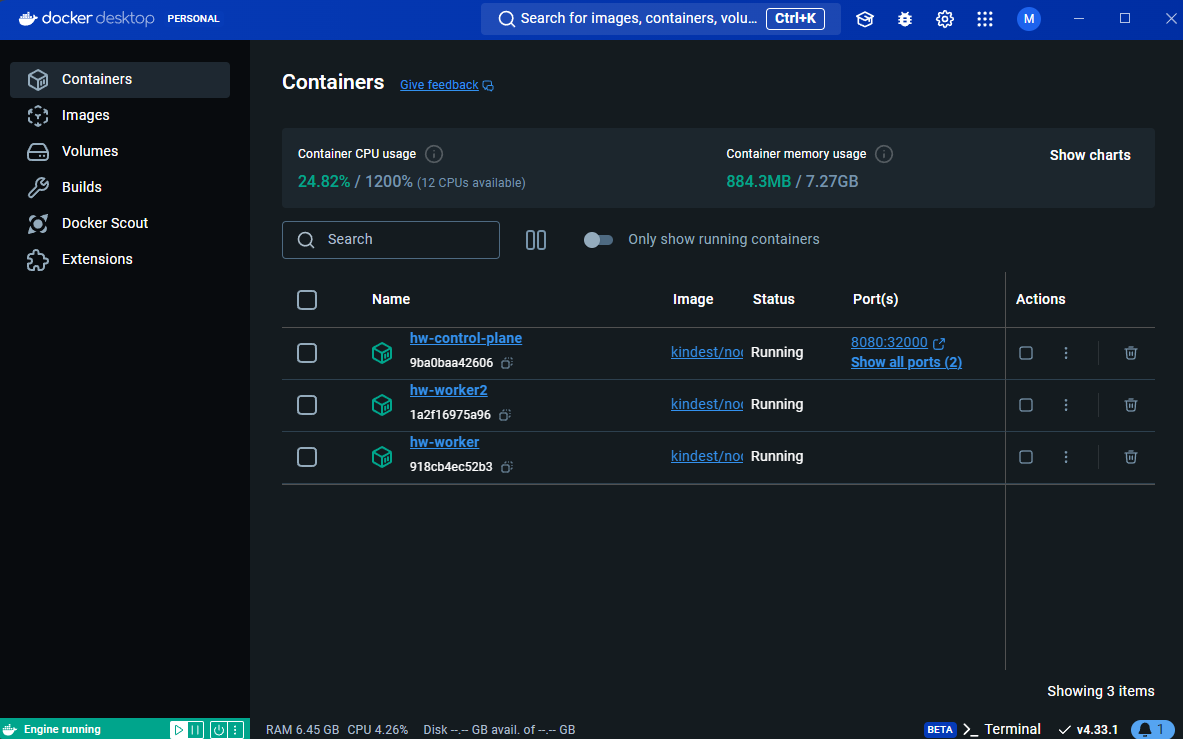 docker desktop PERSONAL
Search for images, containers, volu... Ctrl+K
M
Containers
Images
Volumes
Builds
Docker Scout
Extensions
Containers Give feedback
Container CPU usage
24.82% / 1200% (12 CPUs available)
Container memory usage
884.3MB / 7.27GB
Show charts
Search
Only show running containers
Name Image Status Port(s) Actions
hw-control-plane
9ba0baa42606
kindest/noc Running
8080:32000
Show all ports (2)
hw-worker2
1a2f16975a96
kindest/noc Running
hw-worker
918cb4ec52b3
kindest/noc Running
Showing 3 items
Engine running
RAM 6.45 GB CPU 4.26% Disk --.-- GB avail. of --.-- GB
BETA >_ Terminal v4.33.1 1